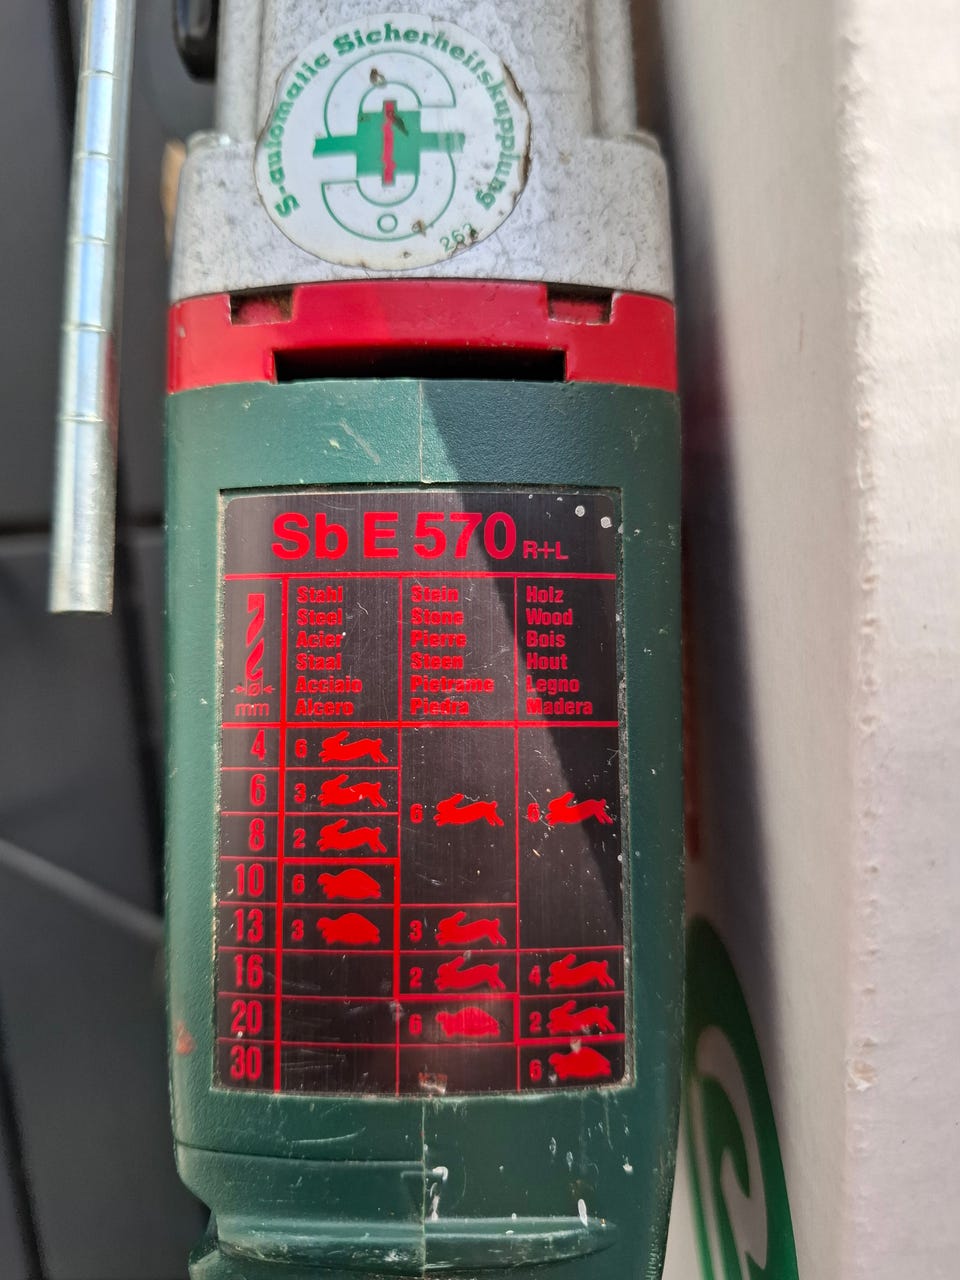 S-automatic Sicherheitskupplung
262
Sb E 570 R+L
Stahl Stein Holz
Steel Stone Wood
Acier Pierre Bois
Staal Steen Hout
Acciaio Pietrame Legno
mm Alcero Piedra Madera
4 6
6 3 6 6
8 2
10 6
13 3 3
16 2 4
20 6 2
30 6